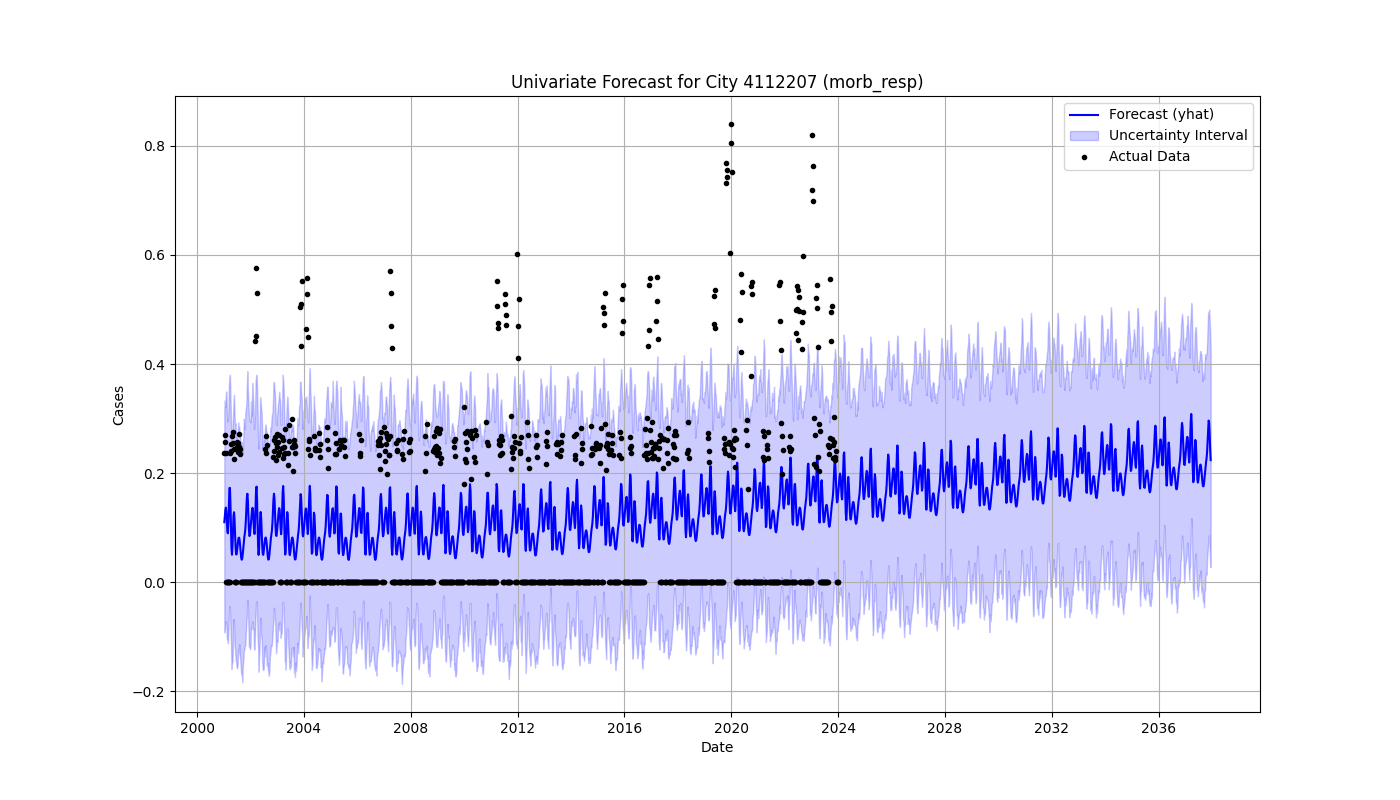 Univariate Forecast for City 4112207 (morb_resp)
Forecast (yhat)
Uncertainty Interval
Actual Data
Cases
0.8
0.6
0.4
0.2
0.0
−0.2
2000 2004 2008 2012 2016 2020 2024 2028 2032 2036
Date